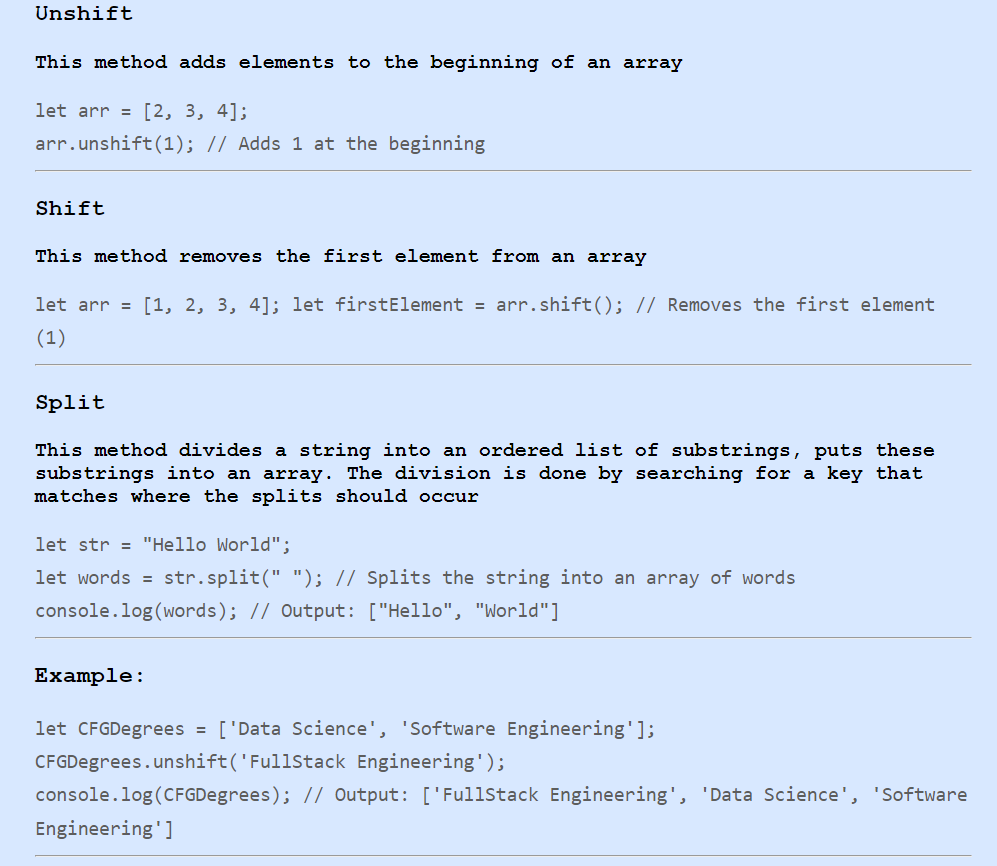 Unshift
This method adds elements to the beginning of an array
let arr = [2, 3, 4];
arr.unshift(1); // Adds 1 at the beginning
Shift
This method removes the first element from an array
let arr = [1, 2, 3, 4]; let firstElement = arr.shift(); // Removes the first element
(1)
Split
This method divides a string into an ordered list of substrings, puts these
substrings into an array. The division is done by searching for a key that
matches where the splits should occur
let str = "Hello World";
let words = str.split(" "); // Splits the string into an array of words
console.log(words); // Output: ["Hello", "World"]
Example:
let CFGDegrees = ['Data Science', 'Software Engineering'];
CFGDegrees.unshift('FullStack Engineering');
console.log(CFGDegrees); // Output: ['FullStack Engineering', 'Data Science', 'Software
Engineering']